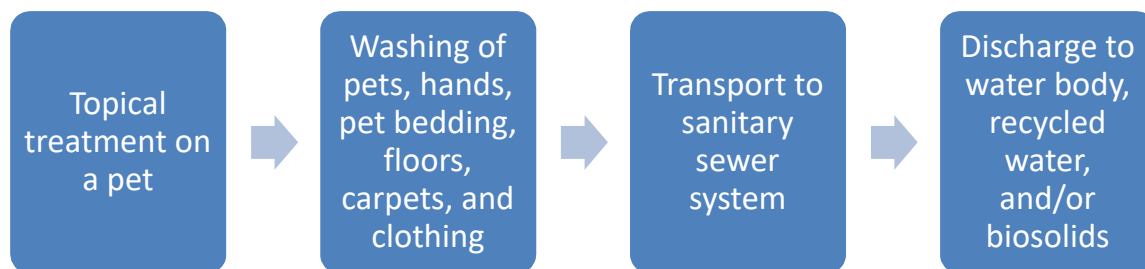 Topical
treatment on
a pet
Washing of
pets, hands,
pet bedding,
floors,
carpets, and
clothing
Transport to
sanitary
sewer
system
Discharge to
water body,
recycled
water,
and/or
biosolids